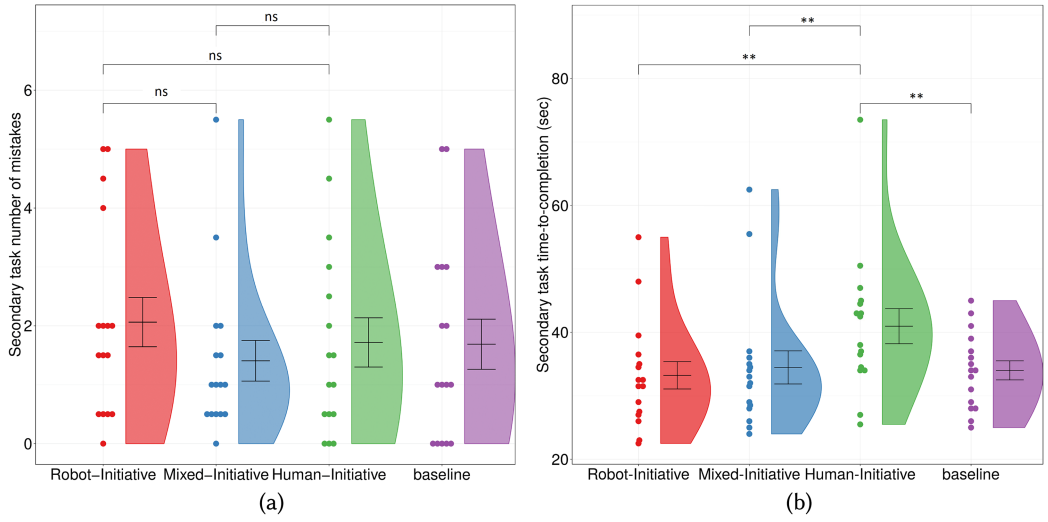 ns
ns
ns
6
4
2
0
Secondary task number of mistakes
Robot–Initiative Mixed–Initiative Human–Initiative baseline
(a)
**
**
**
80
60
40
20
Secondary task time-to-completion (sec)
Robot-Initiative Mixed-Initiative Human-Initiative baseline
(b)